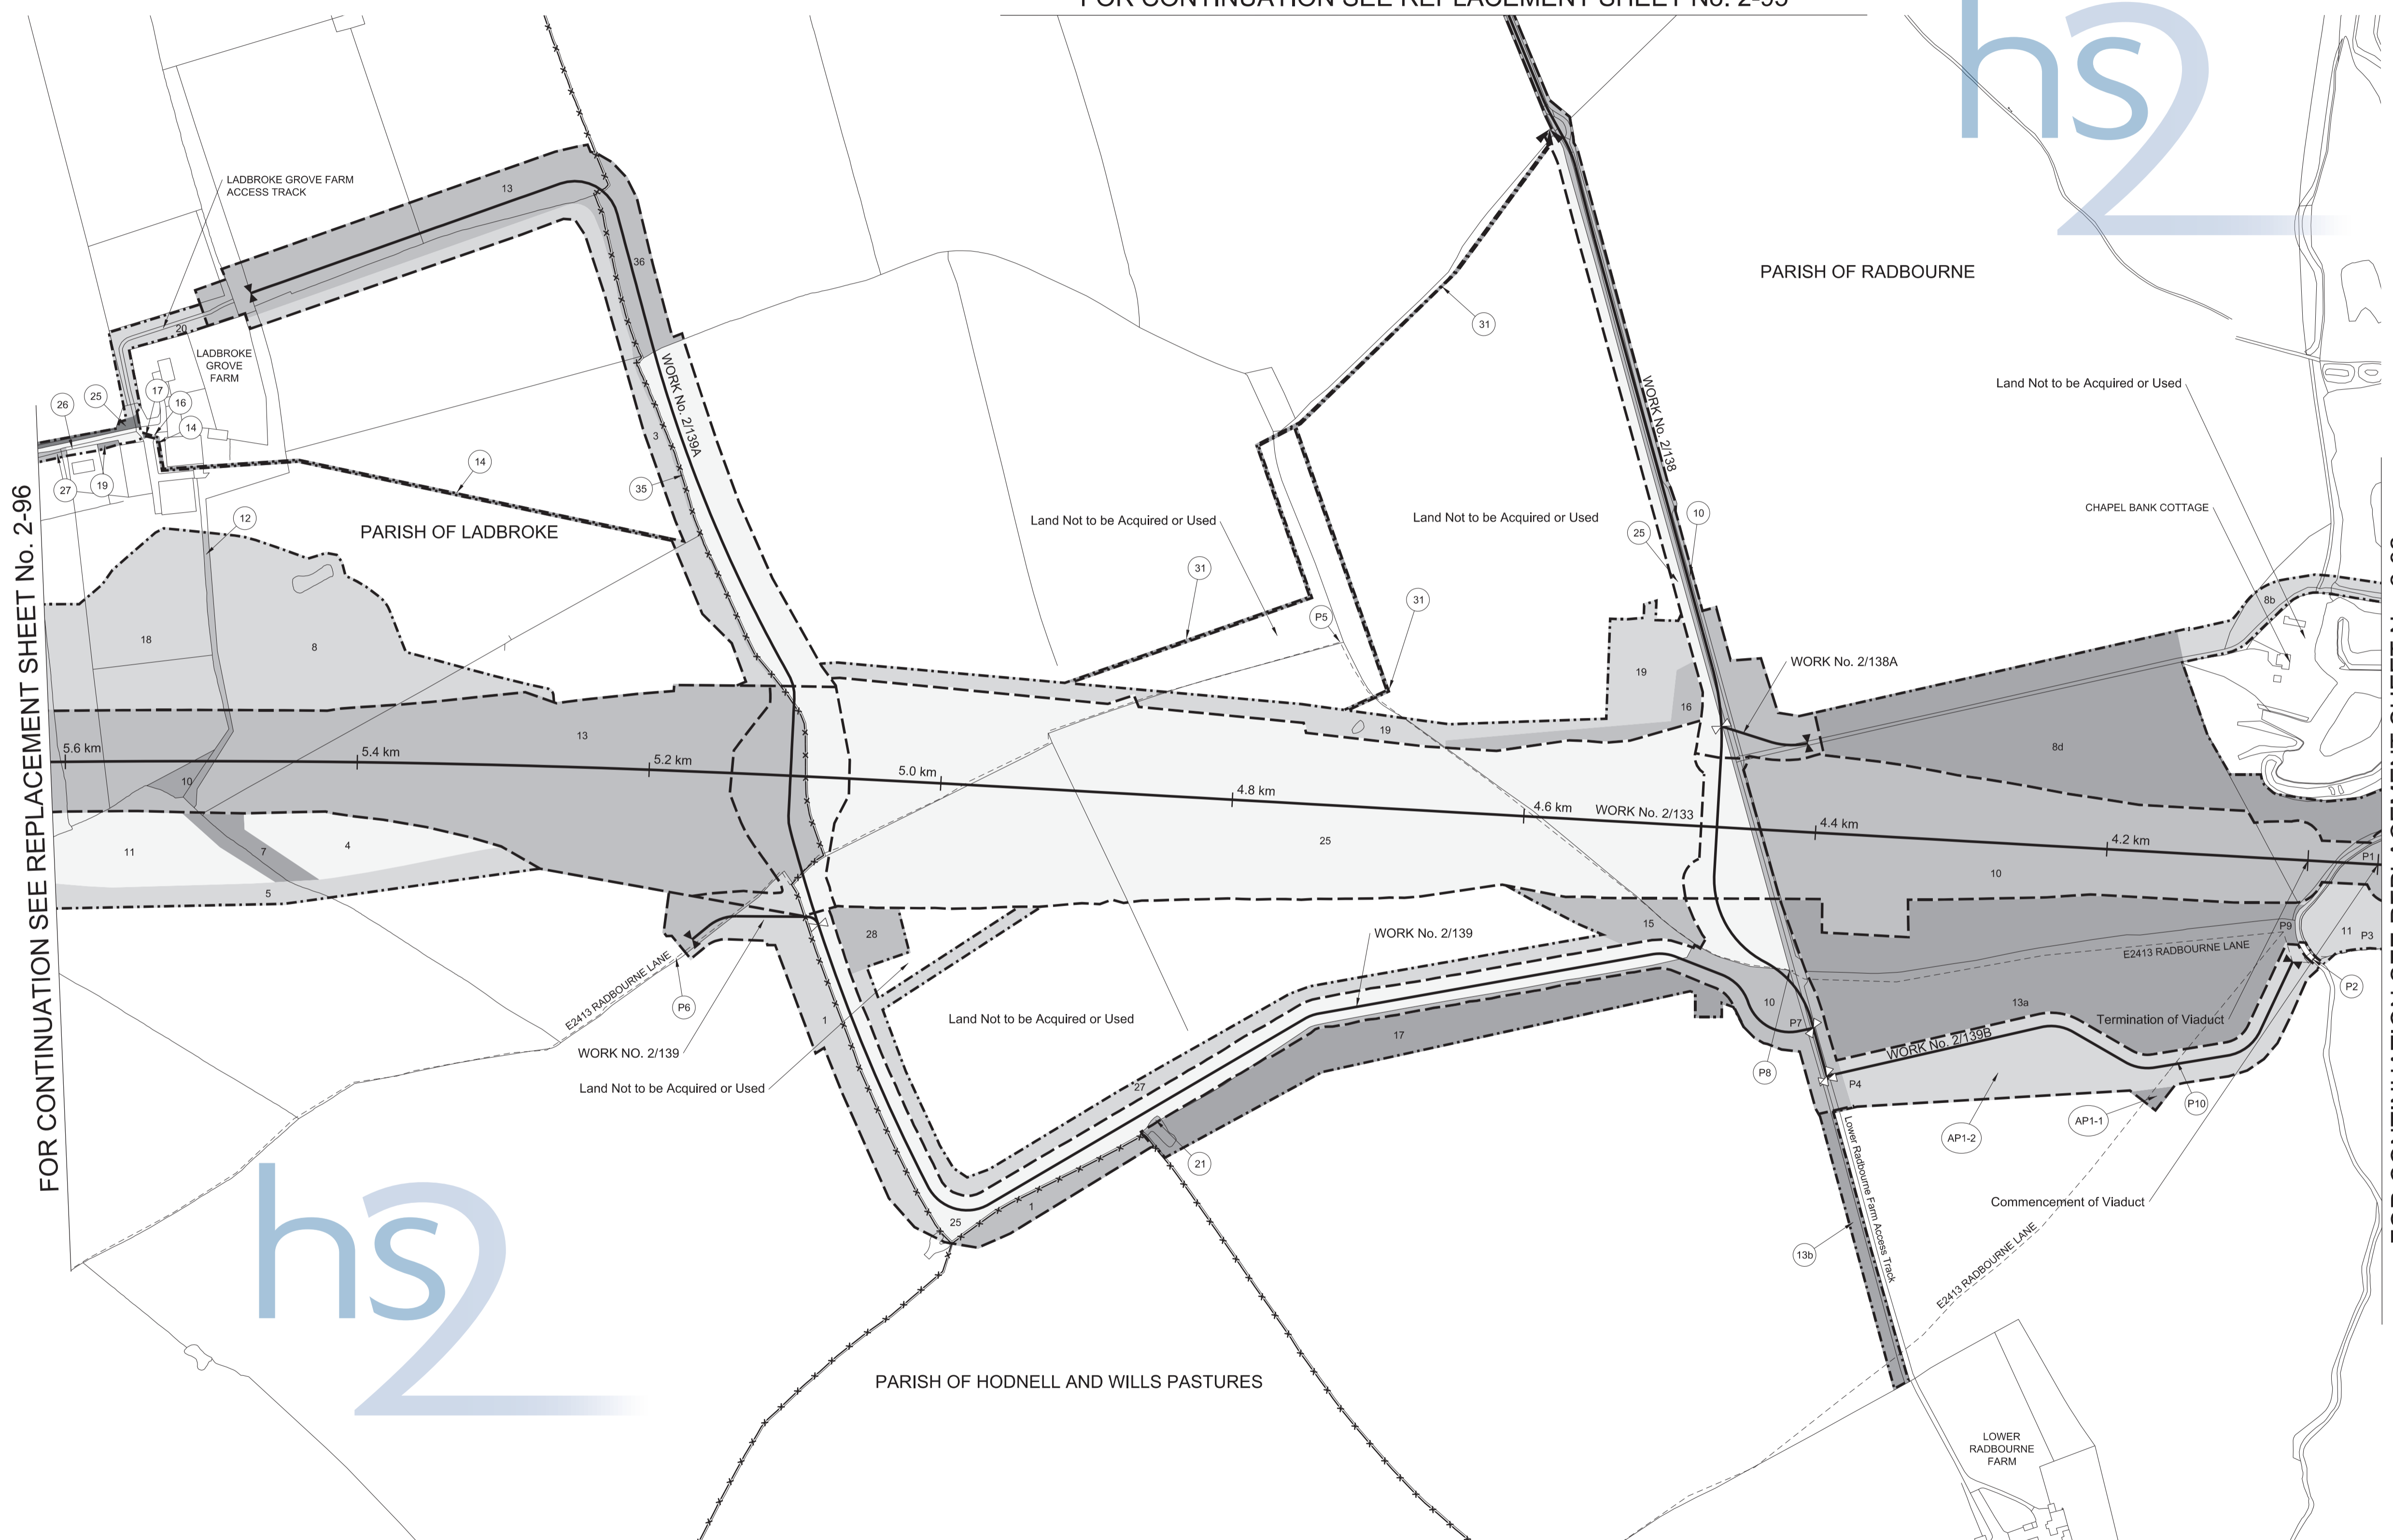 FOR CONTINUATION SEE REPLACEMENT SHEET No. 2-95
hs2
LADBROKE GROVE FARM
ACCESS TRACK
13
36
PARISH OF RADBOURNE
31
20
LADBROKE
GROVE
FARM
WORK No. 2/139A
WORK No. 2/138
Land Not to be Acquired or Used
26
25
17
16
14
14
3
35
27
19
12
PARISH OF LADBROKE
Land Not to be Acquired or Used
Land Not to be Acquired or Used
25
10
CHAPEL BANK COTTAGE
FOR CONTINUATION SEE REPLACEMENT SHEET No. 2-96
31
31
P5
8b
18
8
19
16
WORK No. 2/138A
13
19
8d
5.6 km
5.4 km
5.2 km
5.0 km
4.8 km
4.6 km
WORK No. 2/133
4.4 km
4.2 km
10
11
7
4
5
25
10
P1
28
15
WORK No. 2/139
P9
11
P3
E2413 RADBOURNE LANE
E2413 RADBOURNE LANE
P6
P2
1
Land Not to be Acquired or Used
10
13a
P7
Termination of Viaduct
17
WORK No. 2/139B
WORK NO. 2/139
Land Not to be Acquired or Used
27
P8
P4
P10
AP1-1
AP1-2
21
Lower Radbourne Farm Access Track
1
25
Commencement of Viaduct
13b
E2413 RADBOURNE LANE
hs2
PARISH OF HODNELL AND WILLS PASTURES
LOWER
RADBOURNE
FARM